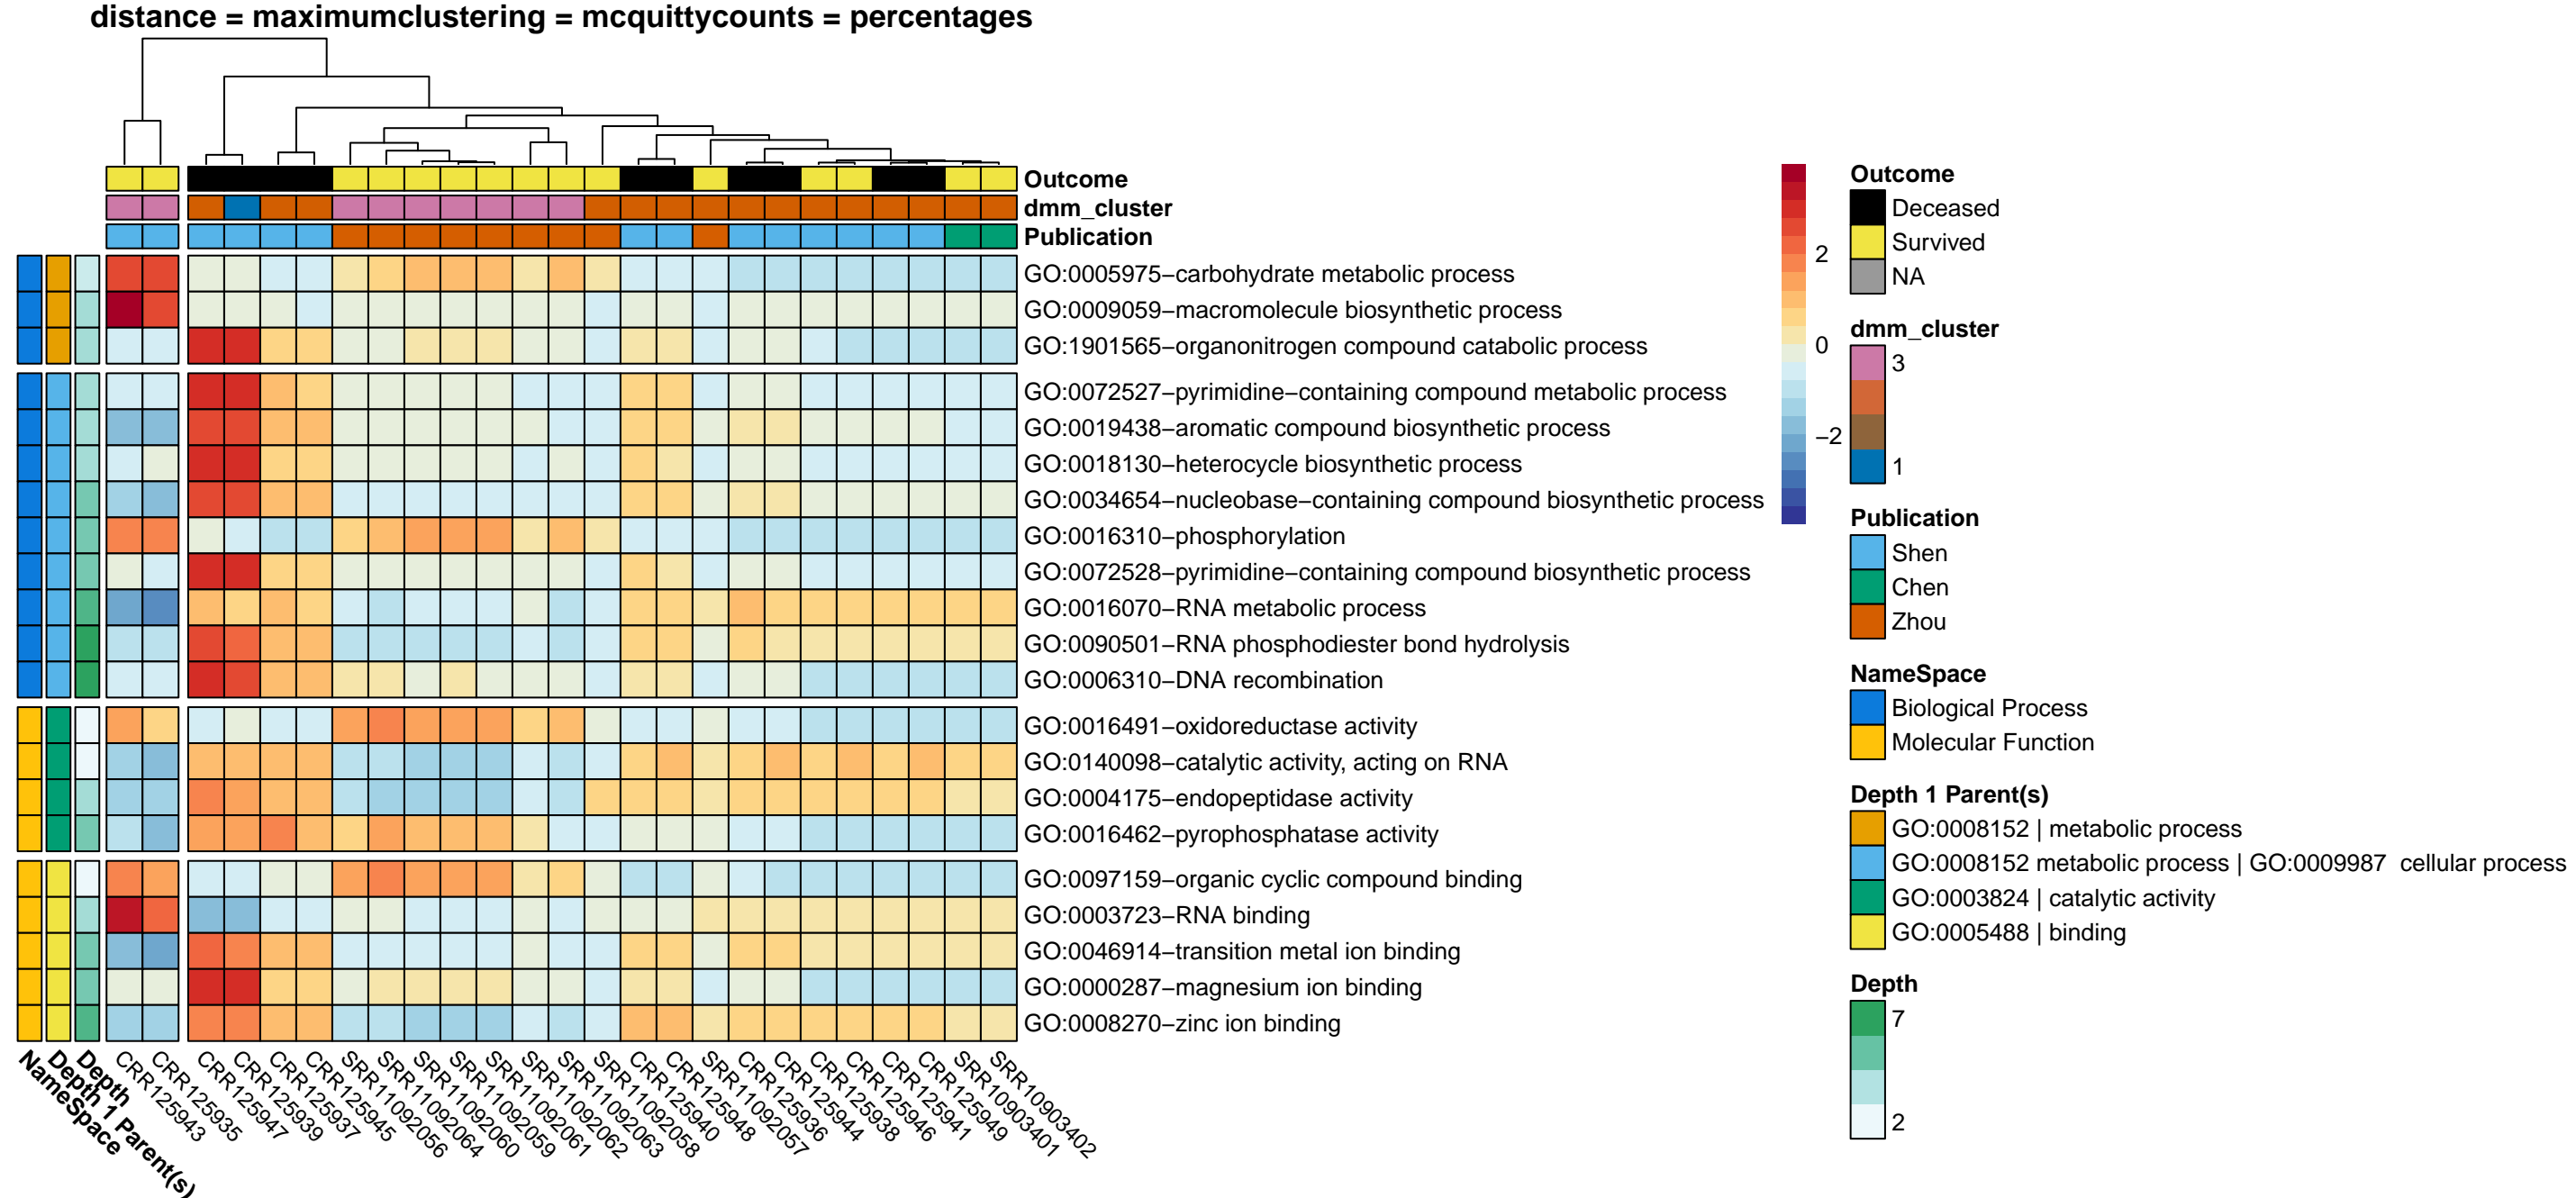 distance = maximumclustering = mcquittycounts = percentages
Outcome
dmm_cluster
Publication
GO:0005975−carbohydrate metabolic process
GO:0009059−macromolecule biosynthetic process
GO:1901565−organonitrogen compound catabolic process
GO:0072527−pyrimidine−containing compound metabolic process
GO:0019438−aromatic compound biosynthetic process
GO:0018130−heterocycle biosynthetic process
GO:0034654−nucleobase−containing compound biosynthetic process
GO:0016310−phosphorylation
GO:0072528−pyrimidine−containing compound biosynthetic process
GO:0016070−RNA metabolic process
GO:0090501−RNA phosphodiester bond hydrolysis
GO:0006310−DNA recombination
GO:0016491−oxidoreductase activity
GO:0140098−catalytic activity, acting on RNA
GO:0004175−endopeptidase activity
GO:0016462−pyrophosphatase activity
GO:0097159−organic cyclic compound binding
GO:0003723−RNA binding
GO:0046914−transition metal ion binding
GO:0000287−magnesium ion binding
GO:0008270−zinc ion binding
NameSpace
Depth 1 Parent(s)
Depth
CRR125943
CRR125935
CRR125947
CRR125939
CRR125937
CRR125945
SRR11092056
SRR11092064
SRR11092060
SRR11092059
SRR11092061
SRR11092062
SRR11092063
SRR11092058
CRR125940
CRR125948
SRR11092057
CRR125936
CRR125944
CRR125938
CRR125946
CRR125941
CRR125949
SRR10903401
SRR10903402
2
0
−2
Outcome
Deceased
Survived
NA
dmm_cluster
3
1
Publication
Shen
Chen
Zhou
NameSpace
Biological Process
Molecular Function
Depth 1 Parent(s)
GO:0008152 | metabolic process
GO:0008152 metabolic process | GO:0009987  cellular process
GO:0003824 | catalytic activity
GO:0005488 | binding
Depth
7
2